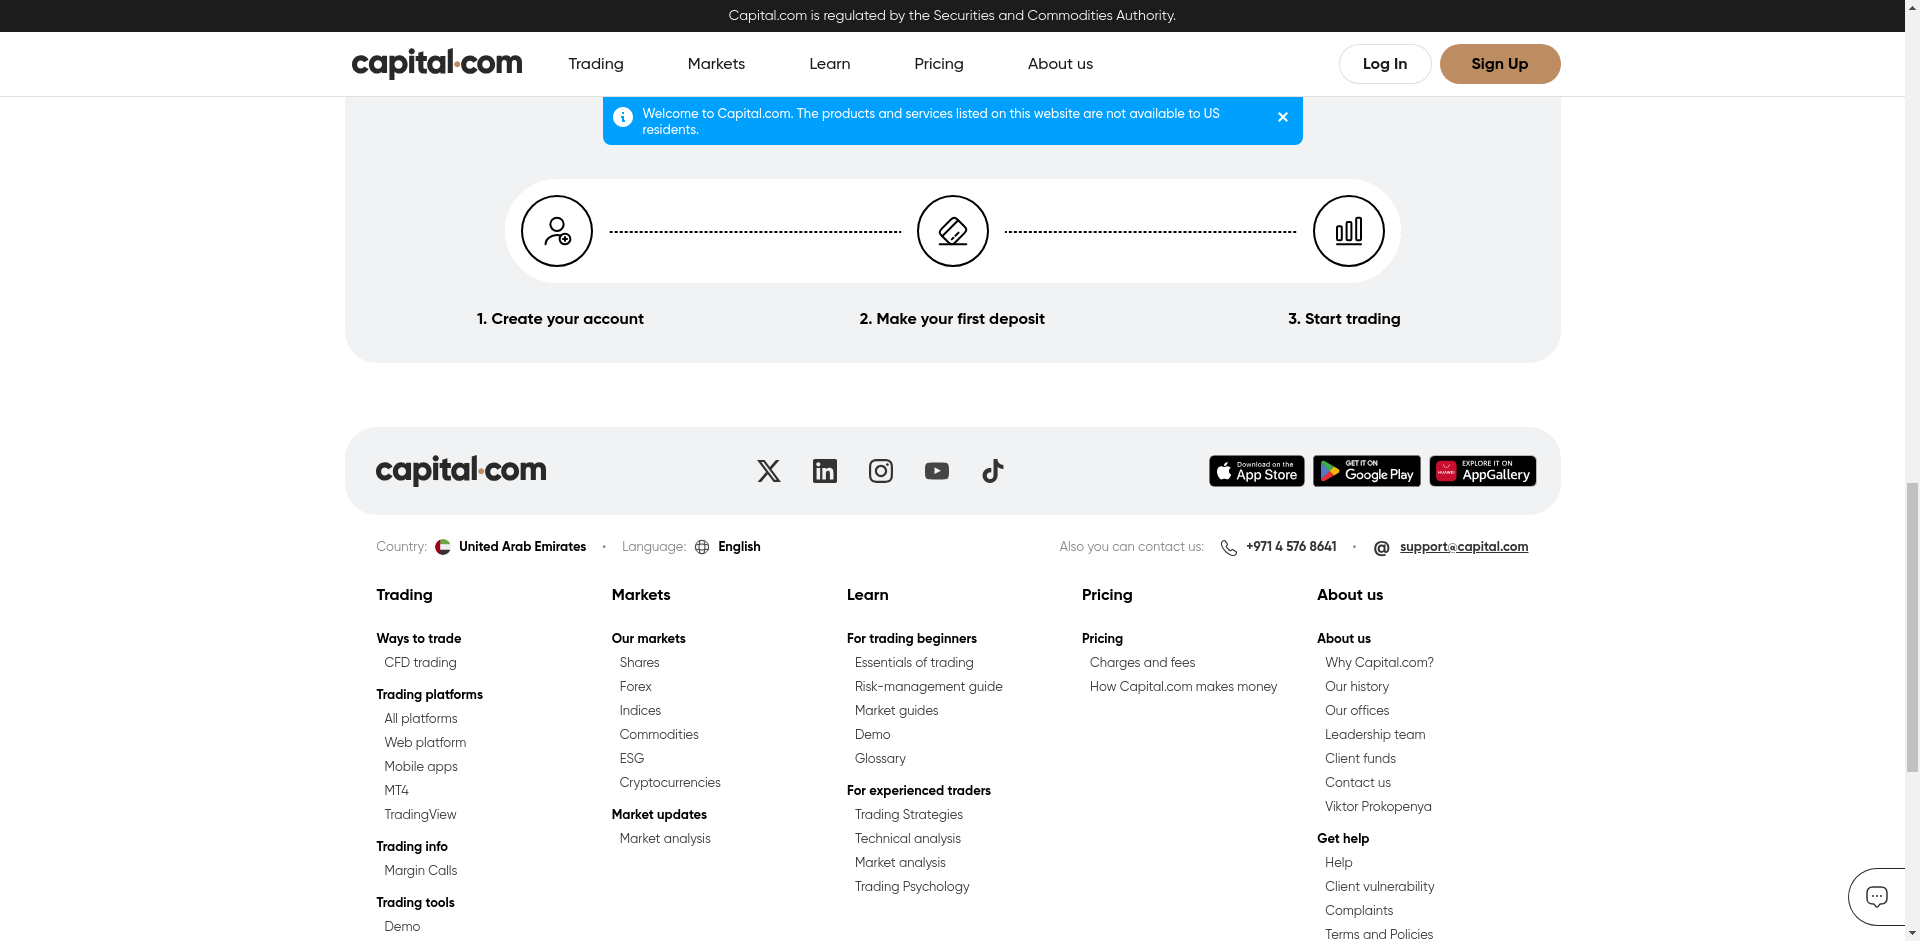 Capital.com is regulated by the Securities and Commodities Authority.
capital.com
Trading
Markets
Learn
Pricing
About us
Log In
Sign Up
Welcome to Capital.com. The products and services listed on this website are not available to US
residents.
1. Create your account
2. Make your first deposit
3. Start trading
capital.com
Download on the
App Store
GET IT ON
Google Play
HUAWEI
EXPLORE IT ON
AppGallery
Country:
United Arab Emirates
Language:
English
Also you can contact us:
+971 4 576 8641
support@capital.com
Trading
Ways to trade
CFD trading
Trading platforms
All platforms
Web platform
Mobile apps
MT4
TradingView
Trading info
Margin Calls
Trading tools
Demo
Markets
Our markets
Shares
Forex
Indices
Commodities
ESG
Cryptocurrencies
Market updates
Market analysis
Learn
For trading beginners
Essentials of trading
Risk-management guide
Market guides
Demo
Glossary
For experienced traders
Trading Strategies
Technical analysis
Market analysis
Trading Psychology
Pricing
Pricing
Charges and fees
How Capital.com makes money
About us
About us
Why Capital.com?
Our history
Our offices
Leadership team
Client funds
Contact us
Viktor Prokopenya
Get help
Help
Client vulnerability
Complaints
Terms and Policies